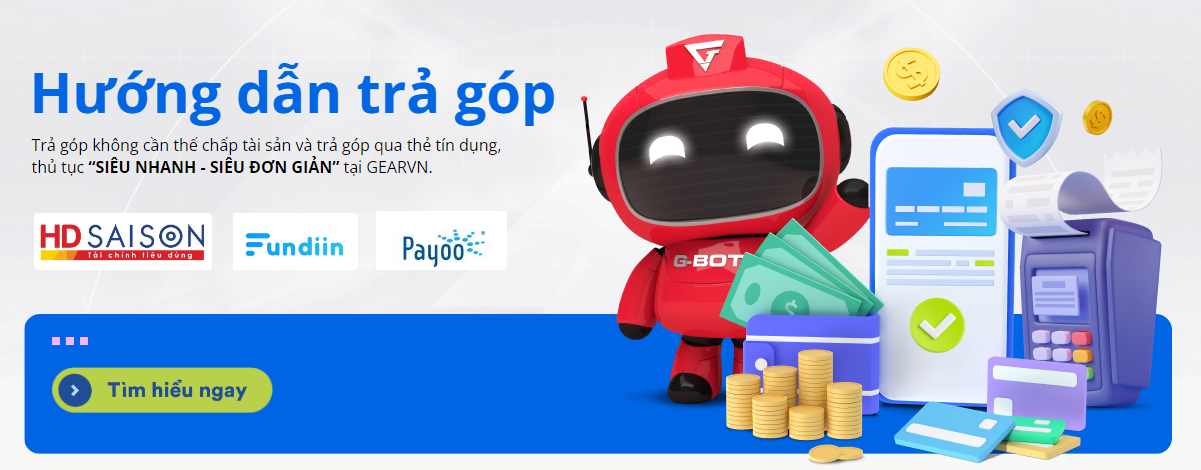 Hướng dẫn trả góp
Trả góp không cần thế chấp tài sản và trả góp qua thẻ tín dụng,
thủ tục “SIÊU NHANH - SIÊU ĐƠN GIẢN” tại GEARVN.
HD SAISON
Tài chính tiêu dùng
Fundiin
Payoo
G-BOT
Tìm hiểu ngay